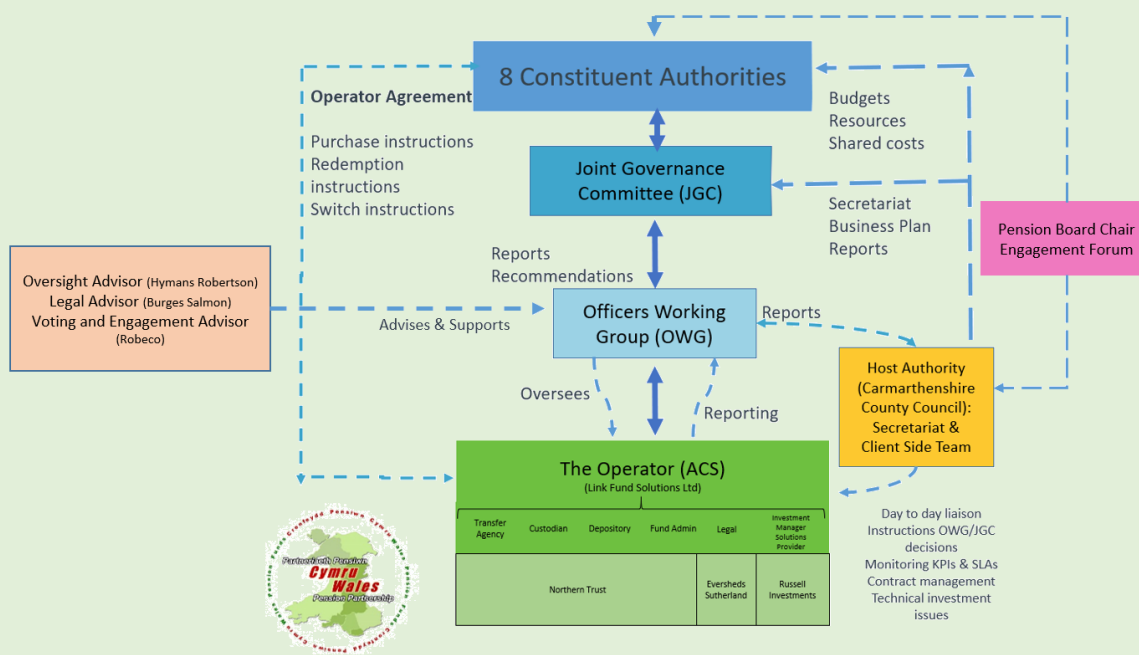 8 Constituent Authorities
Operator Agreement
Purchase instructions
Redemption
instructions
Switch instructions
Budgets
Resources
Shared costs
Joint Governance
Committee (JGC)
Secretariat
Business Plan
Reports
Pension Board Chair
Engagement Forum
Reports
Recommendations
Oversight Advisor (Hymans Robertson)
Legal Advisor (Burges Salmon)
Voting and Engagement Advisor
(Robeco)
Advises & Supports
Officers Working
Group (OWG)
Reports
Host Authority
(Carmarthenshire
County Council):
Secretariat &
Client Side Team
Oversees
Reporting
The Operator (ACS)
(Link Fund Solutions Ltd)
Transfer
Agency
Custodian
Depository
Fund Admin
Legal
Investment
Manager
Solutions
Provider
Northern Trust
Eversheds
Sutherland
Russell
Investments
Day to day liaison
Instructions OWG/JGC
decisions
Monitoring KPIs & SLAs
Contract management
Technical investment
issues
Partneriaeth Pensiwn
Cymru
Wales
Pension Partnership